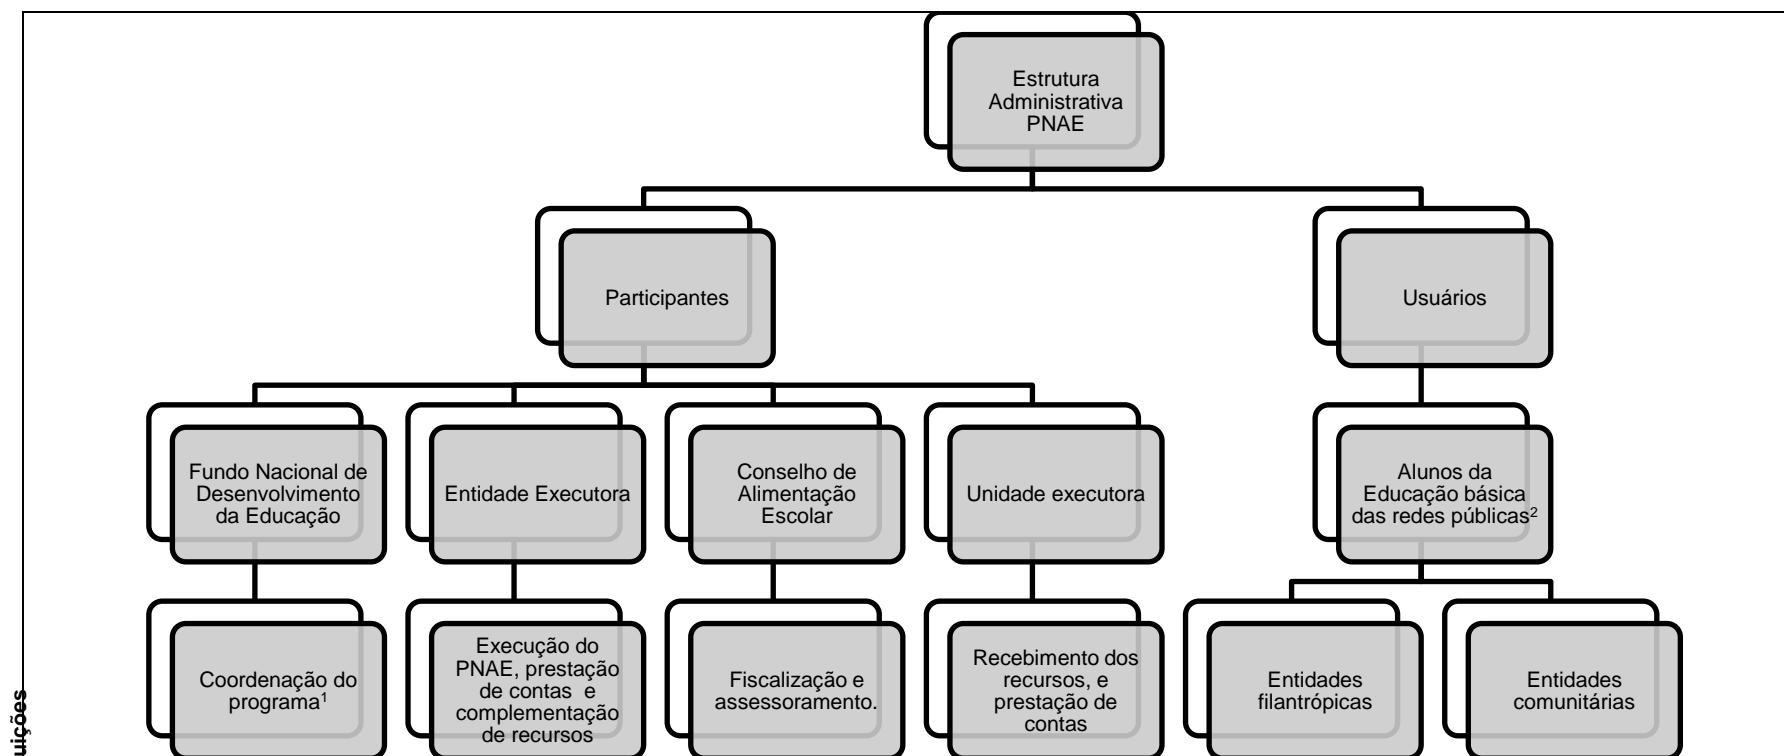 Estrutura
Administrativa
PNAE
Participantes
Usuários
Fundo Nacional de
Desenvolvimento
da Educação
Entidade Executora
Conselho de
Alimentação
Escolar
Unidade executora
Alunos da
Educação básica
das redes públicas²
Coordenação do
programa¹
Execução do
PNAE, prestação
de contas e
complementação
de recursos
Fiscalização e
assessoramento.
Recebimento dos
recursos, e
prestação de
contas
Entidades
filantrópicas
Entidades
comunitárias